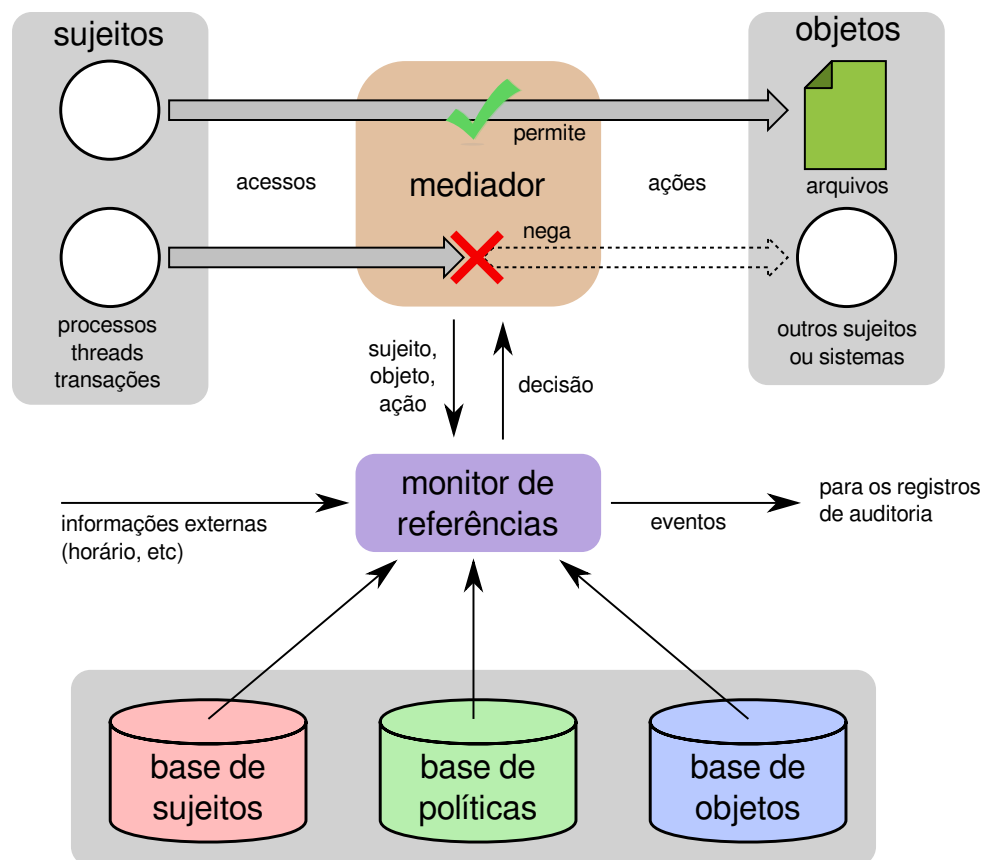 sujeitos
objetos
permite
acessos
mediador
ações
arquivos
nega
processos
threads
transações
outros sujeitos
ou sistemas
sujeito,
objeto,
ação
decisão
monitor de
referências
informações externas
(horário, etc)
eventos
para os registros
de auditoria
base de
sujeitos
base de
políticas
base de
objetos